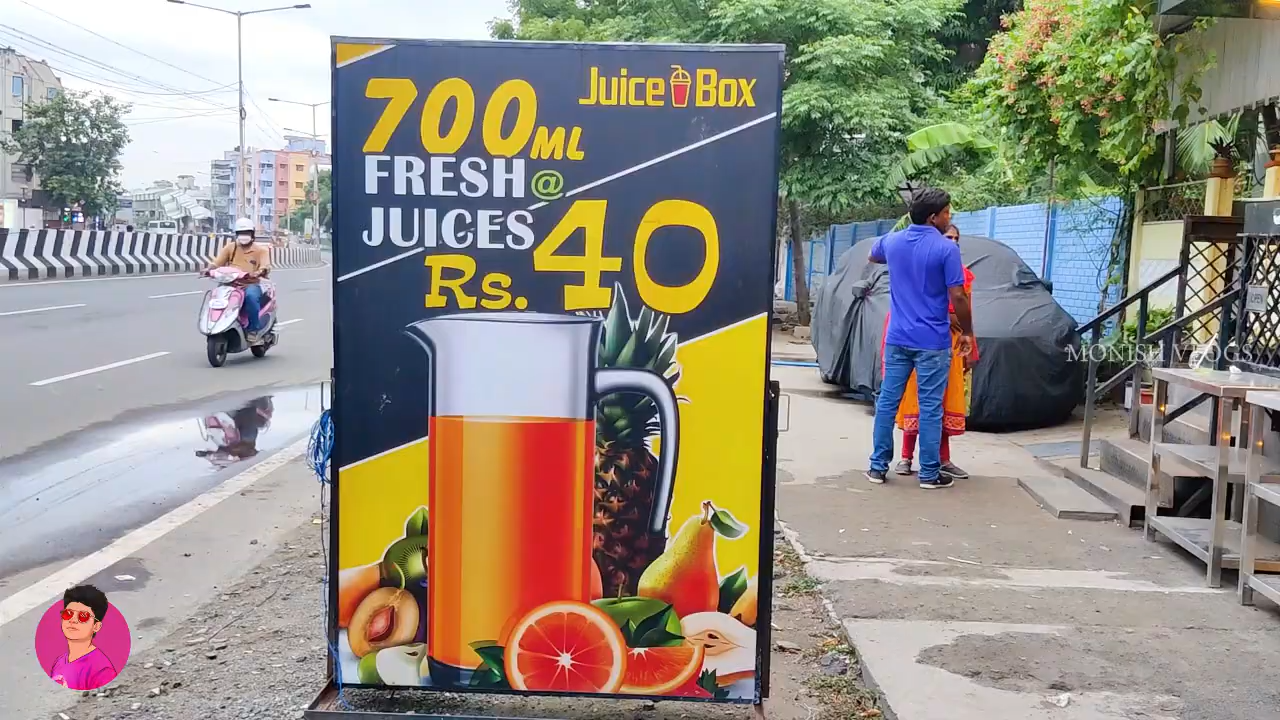 Juice Box
700ML
FRESH @
JUICES
Rs. 40
MONISH VLOGS